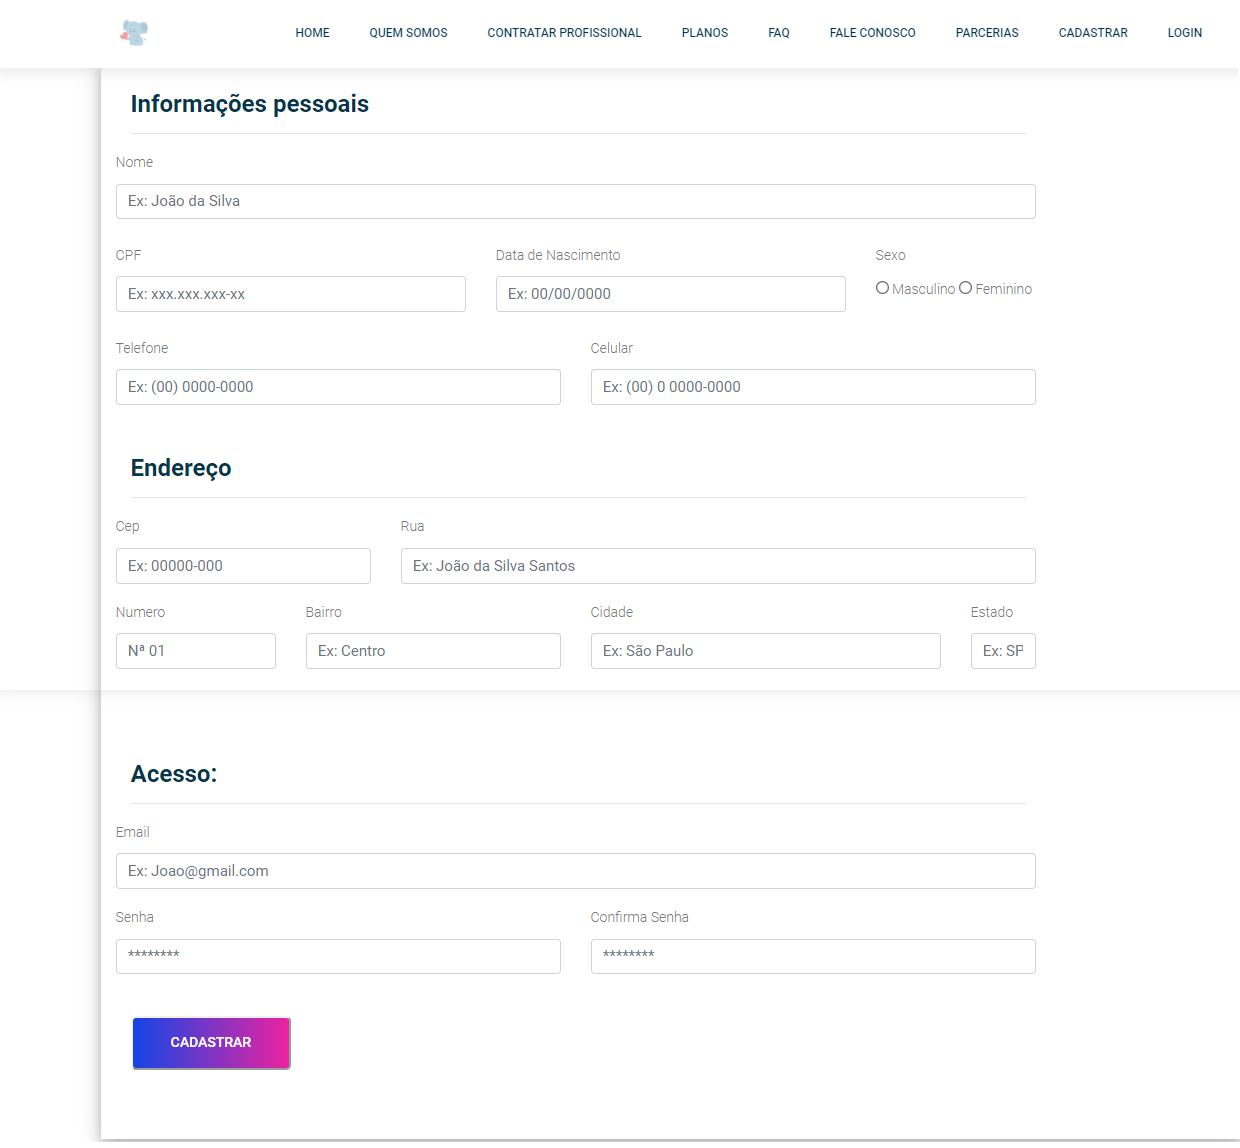 HOME QUEM SOMOS CONTRATAR PROFISSIONAL PLANOS FAQ FALE CONOSCO PARCERIAS CADASTRAR LOGIN
Informações pessoais
Nome
Ex: João da Silva
CPF Data de Nascimento Sexo
Ex: xxx.xxx.xxx-xx Ex: 00/00/0000 Masculino Feminino
Telefone Celular
Ex: (00) 0000-0000 Ex: (00) 0 0000-0000
Endereço
Cep Rua
Ex: 00000-000 Ex: João da Silva Santos
Numero Bairro Cidade Estado
Nª 01 Ex: Centro Ex: São Paulo Ex: SP
Acesso:
Email
Ex: Joao@gmail.com
Senha Confirma Senha
******** ********
CADASTRAR